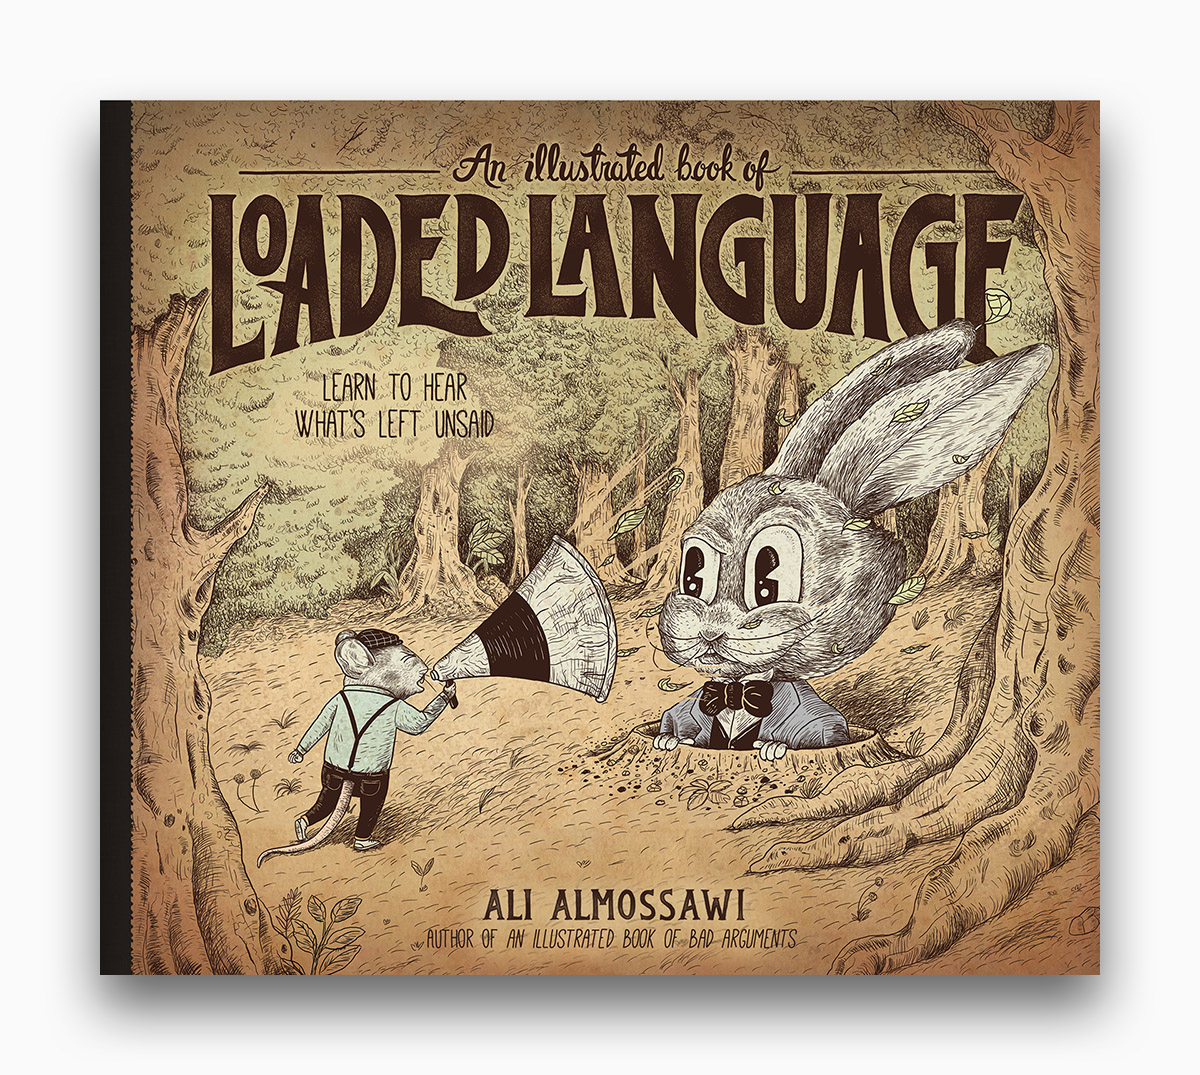 An illustrated book of
LOADED LANGUAGE
LEARN TO HEAR
WHAT'S LEFT UNSAID
ALI ALMOSSAWI
AUTHOR OF AN ILLUSTRATED BOOK OF BAD ARGUMENTS